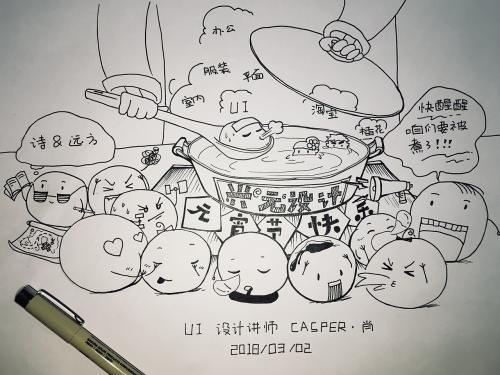 办公
服装
平面
室内
UI
淘宝
插花
快醒醒
咱们要被
煮了!!!
诗 & 远方
元宵节快乐
UI 设计讲师 CASPER·尚
2018/03/02